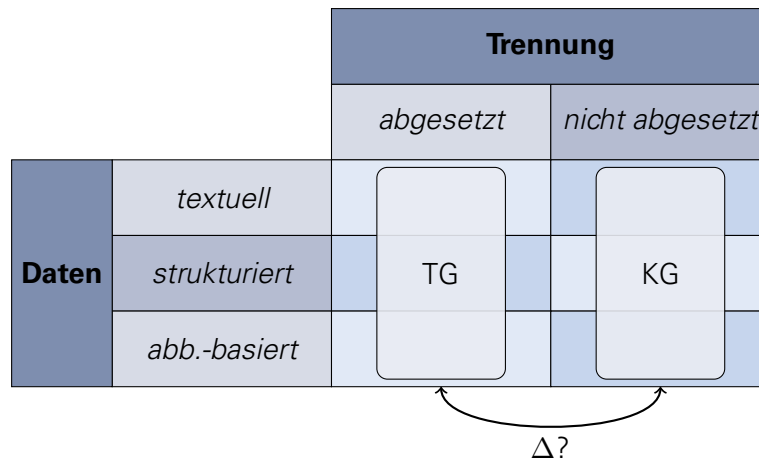 Trennung
abgesetzt nicht abgesetzt
textuell
Daten strukturiert TG KG
abb.-basiert
Δ?